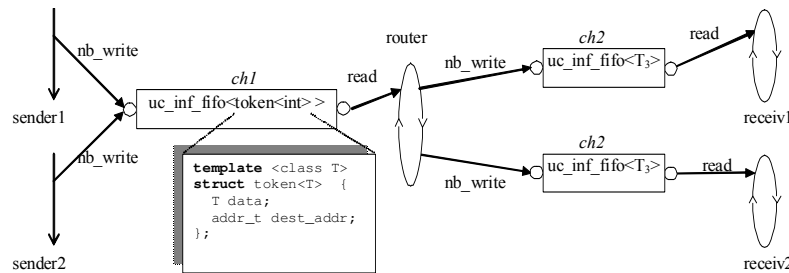 nb_write
sender1
nb_write
sender2
ch1
uc_inf_fifo<token<int> >
template <class T>
struct token<T> {
T data;
addr_t dest_addr;
};
read
router
nb_write
nb_write
ch2
uc_inf_fifo<T3>
read
receiv1
ch2
uc_inf_fifo<T3>
read
receiv2